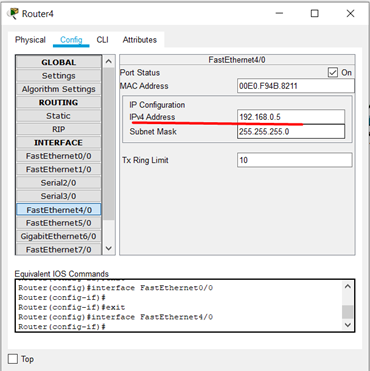 Router4
Physical Config CLI Attributes
GLOBAL
Settings
Algorithm Settings
ROUTING
Static
RIP
INTERFACE
FastEthernet0/0
FastEthernet1/0
Serial2/0
Serial3/0
FastEthernet4/0
FastEthernet5/0
GigabitEthernet6/0
FastEthernet7/0
FastEthernet4/0
Port Status On
MAC Address 00E0.F94B.8211
IP Configuration
IPv4 Address 192.168.0.5
Subnet Mask 255.255.255.0
Tx Ring Limit 10
Equivalent IOS Commands
Router(config)#interface FastEthernet0/0
Router(config-if)#
Router(config-if)#exit
Router(config)#interface FastEthernet4/0
Router(config-if)#
Top